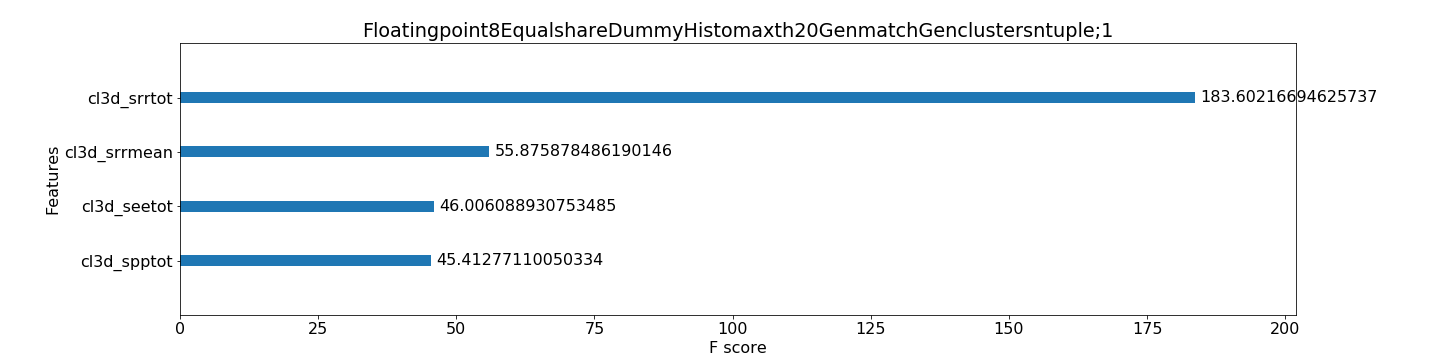 Floatingpoint8EqualshareDummyHistomaxth20GenmatchGenclustersntuple;1
Features
cl3d_srrtot 183.60216694625737
cl3d_srrmean 55.875878486190146
cl3d_seetot 46.006088930753485
cl3d_spptot 45.41277110050334
0 25 50 75 100 125 150 175 200
F score